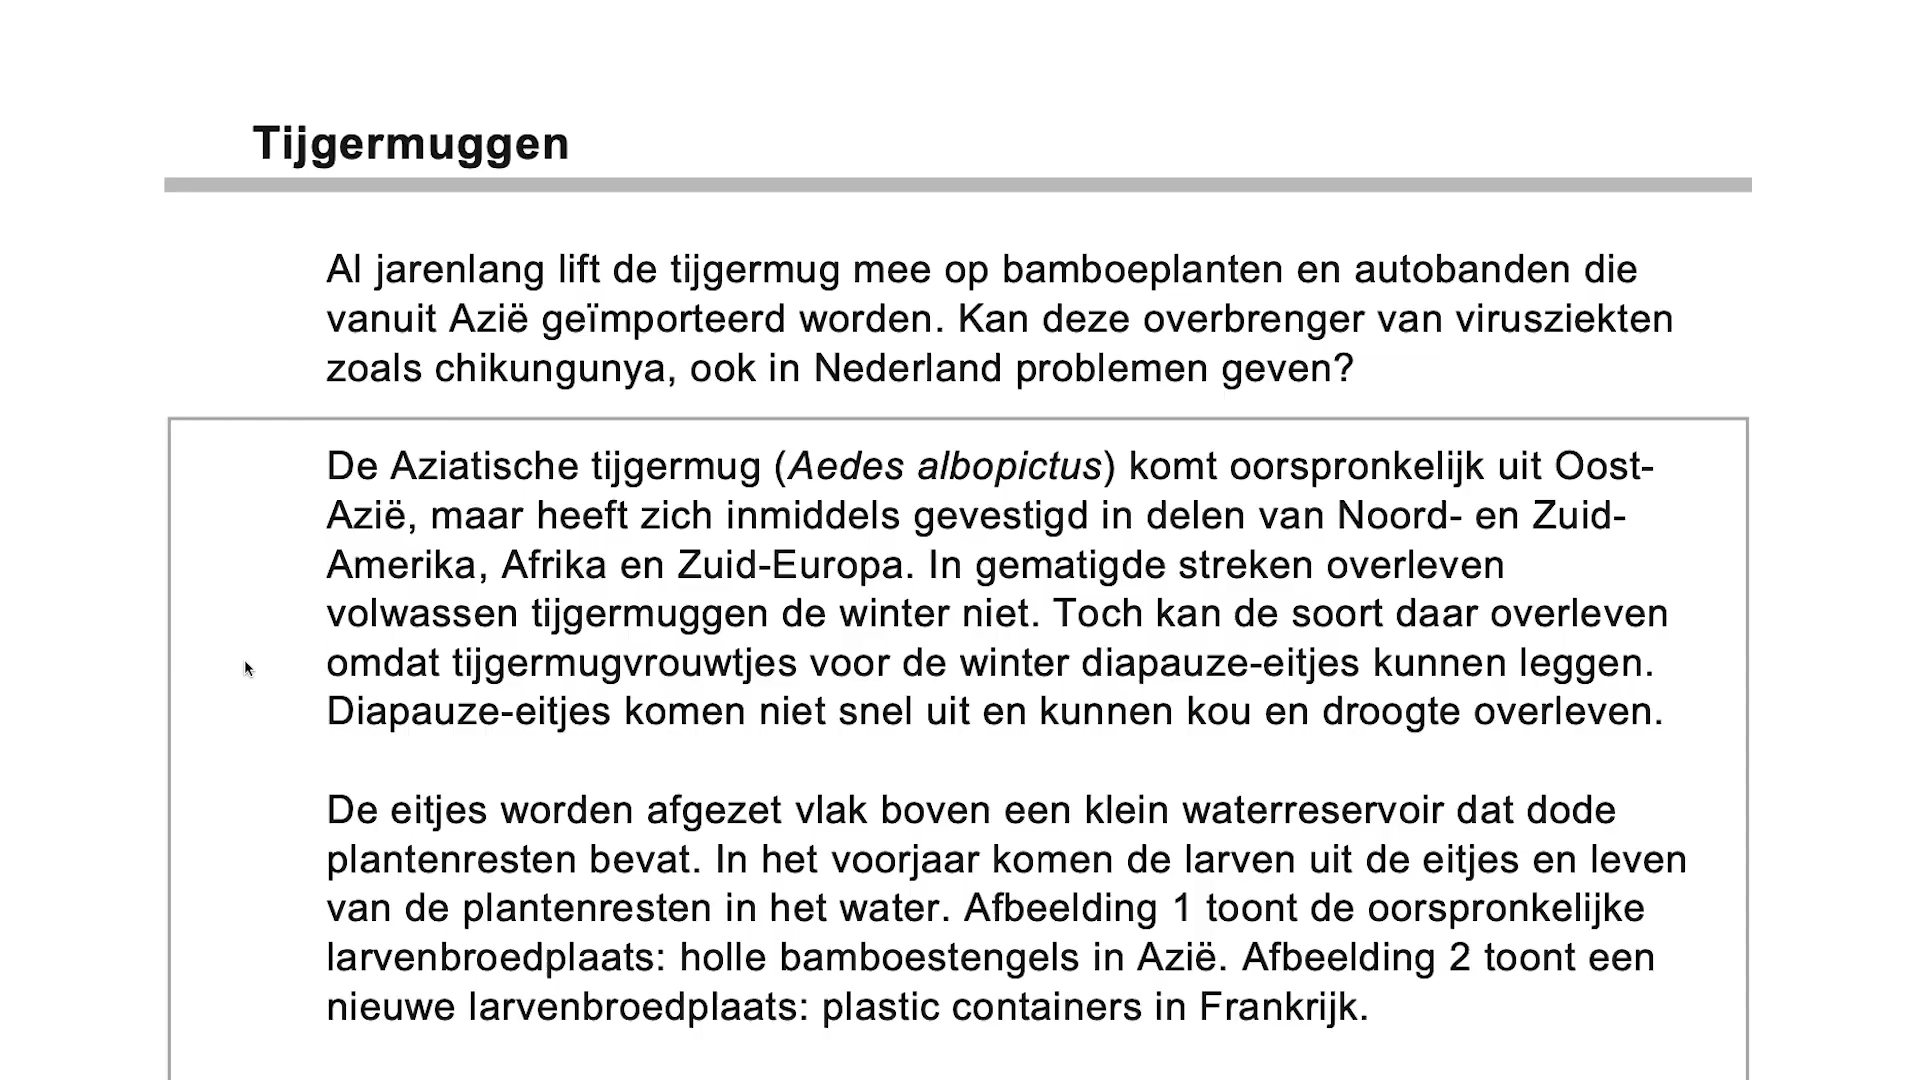 Tijgermuggen
Al jarenlang lift de tijgermug mee op bamboeplanten en autobanden die
vanuit Azië geïmporteerd worden. Kan deze overbrenger van virusziekten
zoals chikungunya, ook in Nederland problemen geven?
De Aziatische tijgermug (Aedes albopictus) komt oorspronkelijk uit Oost-
Azië, maar heeft zich inmiddels gevestigd in delen van Noord- en Zuid-
Amerika, Afrika en Zuid-Europa. In gematigde streken overleven
volwassen tijgermuggen de winter niet. Toch kan de soort daar overleven
omdat tijgermugvrouwtjes voor de winter diapauze-eitjes kunnen leggen.
Diapauze-eitjes komen niet snel uit en kunnen kou en droogte overleven.
De eitjes worden afgezet vlak boven een klein waterreservoir dat dode
plantenresten bevat. In het voorjaar komen de larven uit de eitjes en leven
van de plantenresten in het water. Afbeelding 1 toont de oorspronkelijke
larvenbroedplaats: holle bamboestengels in Azië. Afbeelding 2 toont een
nieuwe larvenbroedplaats: plastic containers in Frankrijk.